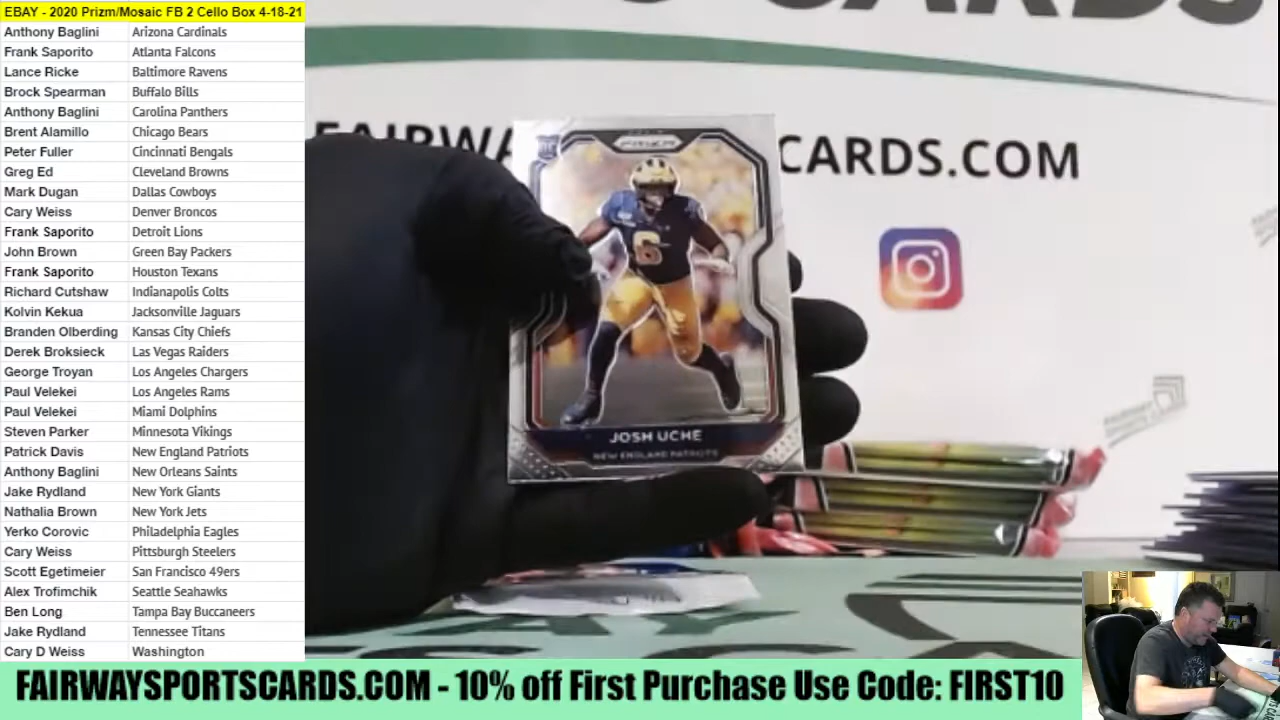 EBAY - 2020 Prizm/Mosaic FB 2 Cello Box 4-18-21
Anthony Baglini Arizona Cardinals
Frank Saporito Atlanta Falcons
Lance Ricke Baltimore Ravens
Brock Spearman Buffalo Bills
Anthony Baglini Carolina Panthers
Brent Alamillo Chicago Bears
Peter Fuller Cincinnati Bengals
Greg Ed Cleveland Browns
Mark Dugan Dallas Cowboys
Cary Weiss Denver Broncos
Frank Saporito Detroit Lions
John Brown Green Bay Packers
Frank Saporito Houston Texans
Richard Cutshaw Indianapolis Colts
Kolvin Kekua Jacksonville Jaguars
Branden Olberding Kansas City Chiefs
Derek Broksieck Las Vegas Raiders
George Troyan Los Angeles Chargers
Paul Velekei Los Angeles Rams
Paul Velekei Miami Dolphins
Steven Parker Minnesota Vikings
Patrick Davis New England Patriots
Anthony Baglini New Orleans Saints
Jake Rydland New York Giants
Nathalia Brown New York Jets
Yerko Corovic Philadelphia Eagles
Cary Weiss Pittsburgh Steelers
Scott Egetimeier San Francisco 49ers
Alex Trofimchik Seattle Seahawks
Ben Long Tampa Bay Buccaneers
Jake Rydland Tennessee Titans
Cary D Weiss Washington
CARDS
FAIRWA CARDS.COM
RC
PRIZM
6
JOSH UCHE
NEW ENGLAND PATRIOTS
FAIRWAYSPORTSCARDS.COM - 10% off First Purchase Use Code: FIRST10